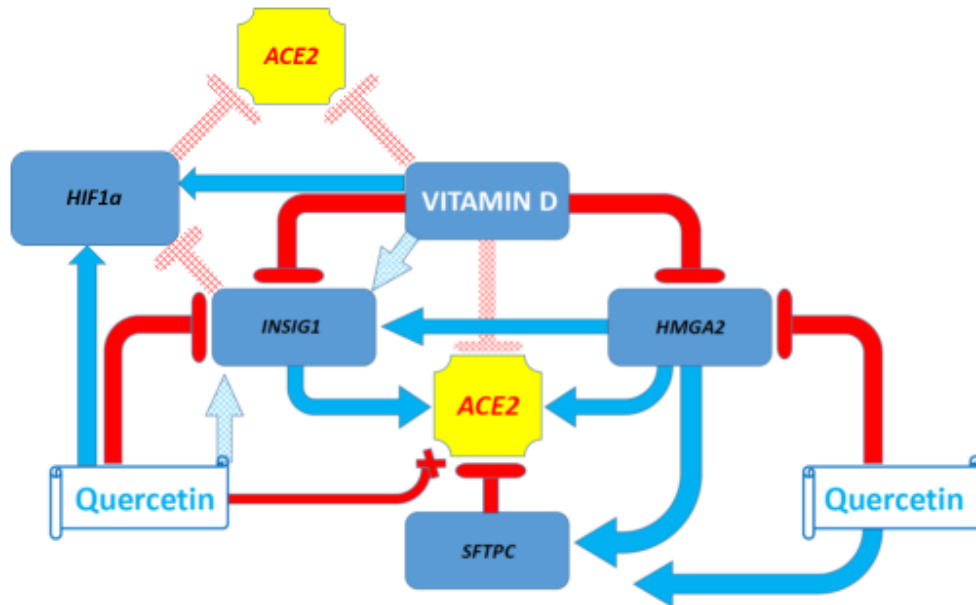 ACE2
HIF1a
VITAMIN D
INSIG1
HMGA2
ACE2
Quercetin
Quercetin
SFTPC